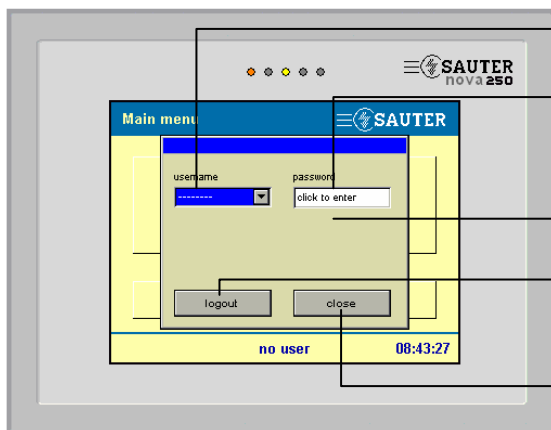 SAUTER
nova 250
Main menu
SAUTER
username
password
--------
click to enter
logout
close
no user
08:43:27